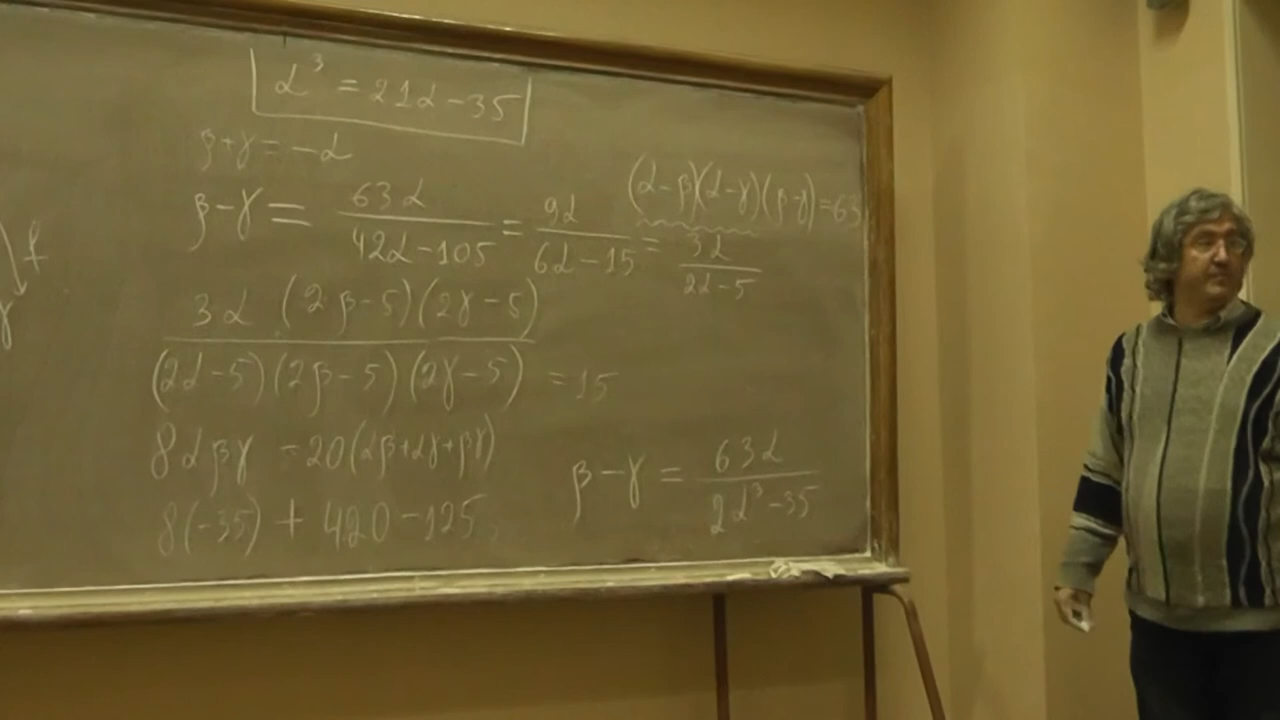 α³ = 21α - 35
β+γ = -α
(α-β)(α-γ)(β-γ) = 63
β-γ = 63α / (42α-105) = 9α / (6α-15) = 3α / (2α-5)
3α (2β-5)(2γ-5)
(2α-5)(2β-5)(2γ-5) = 15
8αβγ -20(αβ+αγ+βγ)
8(-35) + 420 -125
β-γ = 63α / (2α³-35)
f
γ